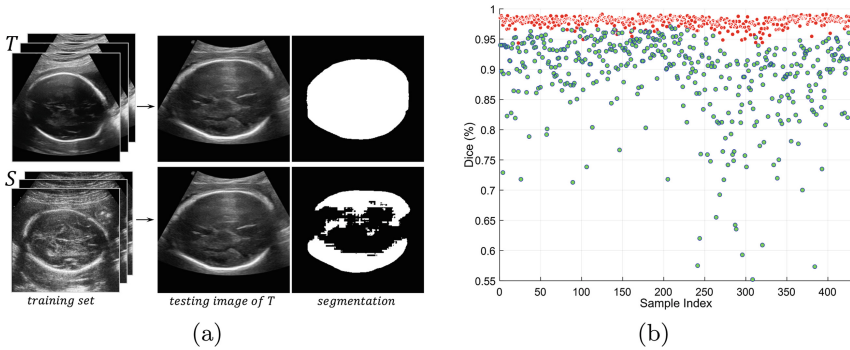 T
S
training set
testing image of T
segmentation
(a)
Dice (%)
1
0.95
0.9
0.85
0.8
0.75
0.7
0.65
0.6
0.55
0 50 100 150 200 250 300 350 400
Sample Index
(b)